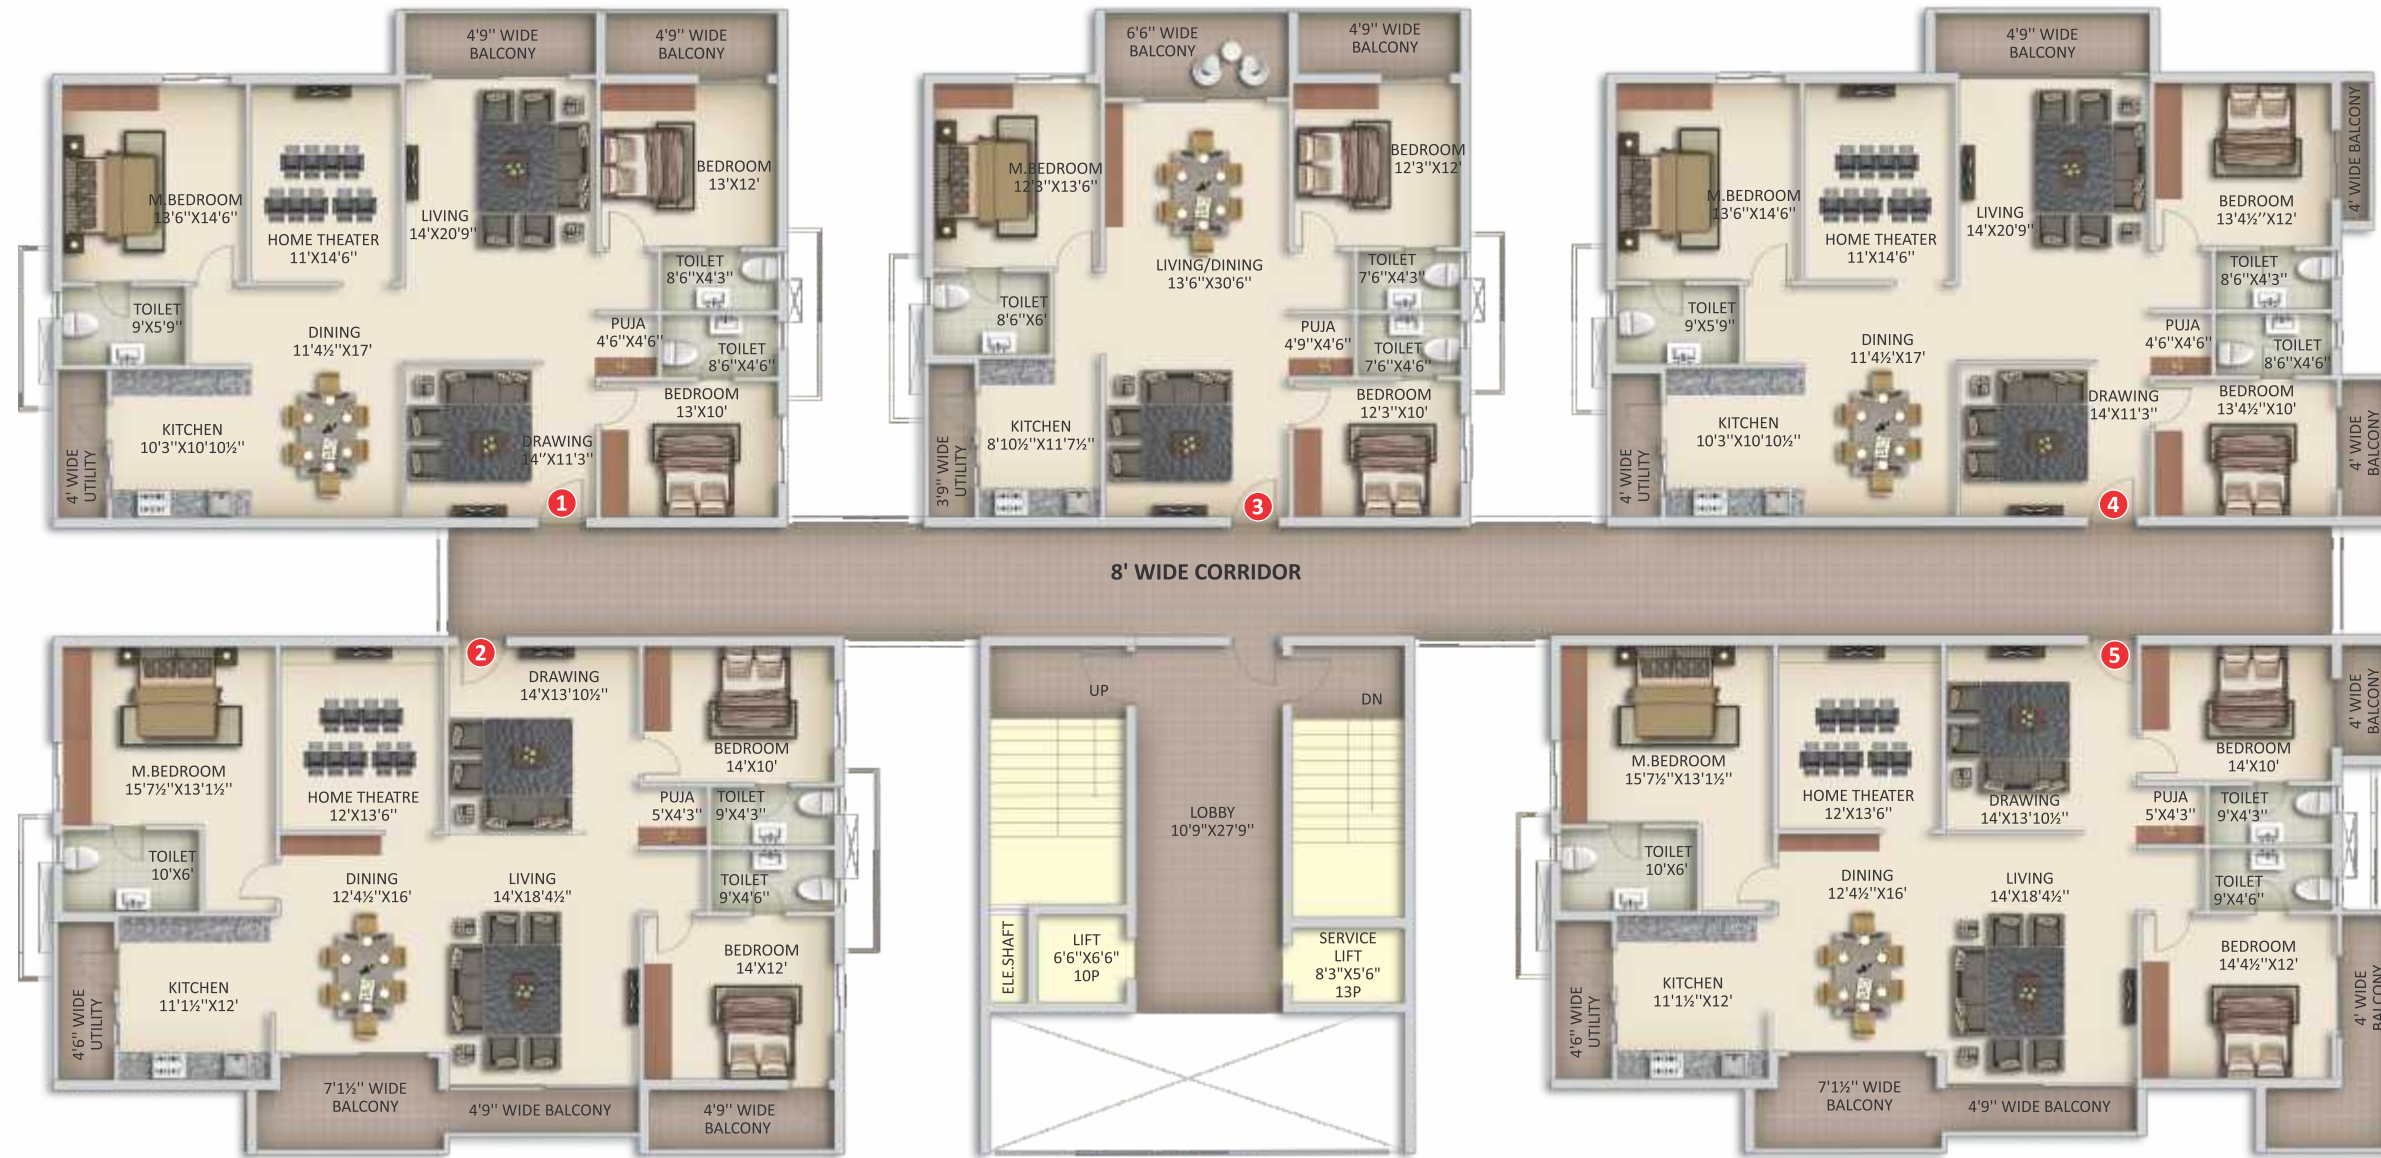 4'9'' WIDE
BALCONY
4'9'' WIDE
BALCONY
M.BEDROOM
13'6''X14'6''
HOME THEATER
11'X14'6''
LIVING
14'X20'9''
BEDROOM
13'X12'
TOILET
8'6''X4'3''
TOILET
9'X5'9''
DINING
11'4½''X17'
PUJA
4'6''X4'6''
TOILET
8'6''X4'6''
BEDROOM
13'X10'
KITCHEN
10'3''X10'10½''
DRAWING
14''X11'3''
4' WIDE
UTILITY
1
6'6'' WIDE
BALCONY
4'9'' WIDE
BALCONY
M.BEDROOM
12'3''X13'6''
BEDROOM
12'3''X12'
LIVING/DINING
13'6''X30'6''
TOILET
7'6''X4'3''
TOILET
8'6''X6'
PUJA
4'9''X4'6''
TOILET
7'6''X4'6''
BEDROOM
12'3''X10'
KITCHEN
8'10½''X11'7½''
3'9'' WIDE
UTILITY
3
4'9'' WIDE
BALCONY
4' WIDE BALCONY
M.BEDROOM
13'6''X14'6''
HOME THEATER
11'X14'6''
LIVING
14'X20'9''
BEDROOM
13'4½''X12'
TOILET
8'6''X4'3''
TOILET
9'X5'9''
DINING
11'4½'X17'
PUJA
4'6''X4'6''
TOILET
8'6''X4'6''
DRAWING
14'X11'3''
BEDROOM
13'4½''X10'
KITCHEN
10'3''X10'10½''
4' WIDE
UTILITY
4' WIDE
BALCONY
4
8' WIDE CORRIDOR
2
DRAWING
14'X13'10½''
M.BEDROOM
15'7½''X13'1½''
HOME THEATRE
12'X13'6''
BEDROOM
14'X10'
PUJA
5'X4'3''
TOILET
9'X4'3''
TOILET
10'X6'
DINING
12'4½''X16'
LIVING
14'X18'4½"
TOILET
9'X4'6''
BEDROOM
14'X12'
KITCHEN
11'1½''X12'
4'6'' WIDE
UTILITY
7'1½'' WIDE
BALCONY
4'9'' WIDE BALCONY
4'9'' WIDE
BALCONY
UP
DN
LOBBY
10'9"X27'9''
ELE.SHAFT
LIFT
6'6''X6'6"
10P
SERVICE
LIFT
8'3"X5'6"
13P
5
M.BEDROOM
15'7½''X13'1½''
HOME THEATER
12'X13'6''
DRAWING
14'X13'10½''
BEDROOM
14'X10'
4' WIDE
BALCONY
PUJA
5'X4'3''
TOILET
9'X4'3''
TOILET
10'X6'
DINING
12'4½''X16'
LIVING
14'X18'4½''
TOILET
9'X4'6''
BEDROOM
14'4½''X12'
KITCHEN
11'1½''X12'
4'6'' WIDE
UTILITY
4' WIDE
BALCONY
7'1½'' WIDE
BALCONY
4'9'' WIDE BALCONY